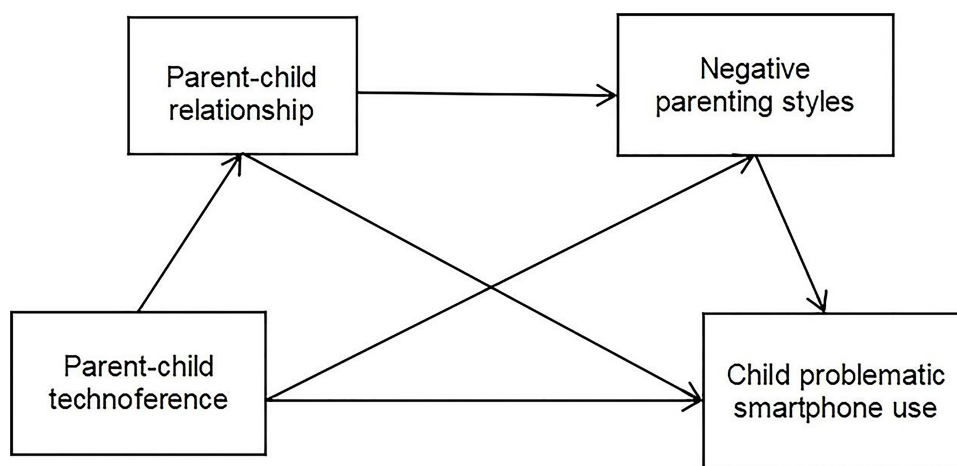 Parent-child
relationship
Negative
parenting styles
Parent-child
technoference
Child problematic
smartphone use